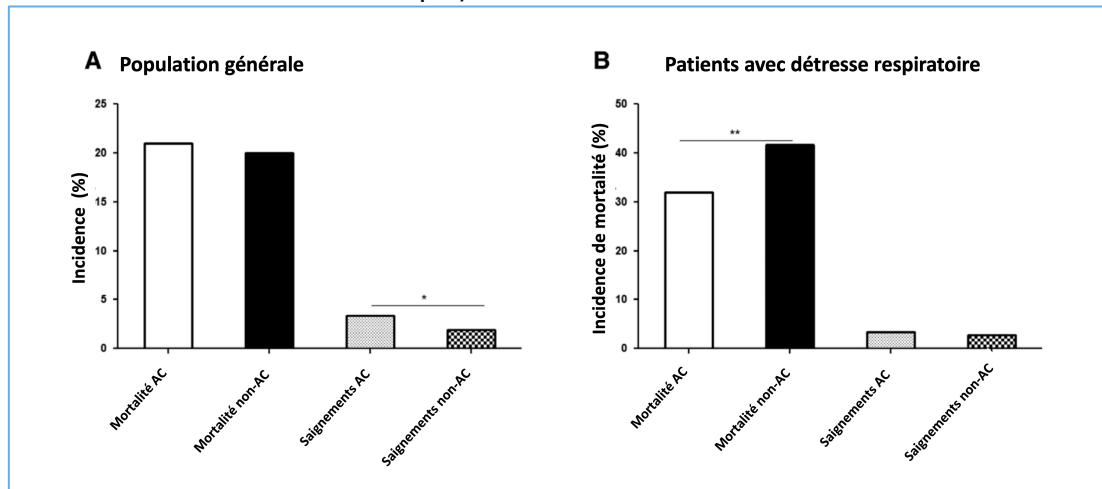 A Population générale
Incidence (%)
25
20
15
10
5
0
*
Mortalité AC
Mortalité non-AC
Saignements AC
Saignements non-AC
B Patients avec détresse respiratoire
Incidence de mortalité (%)
50
40
30
20
10
0
**
Mortalité AC
Mortalité non-AC
Saignements AC
Saignements non-AC